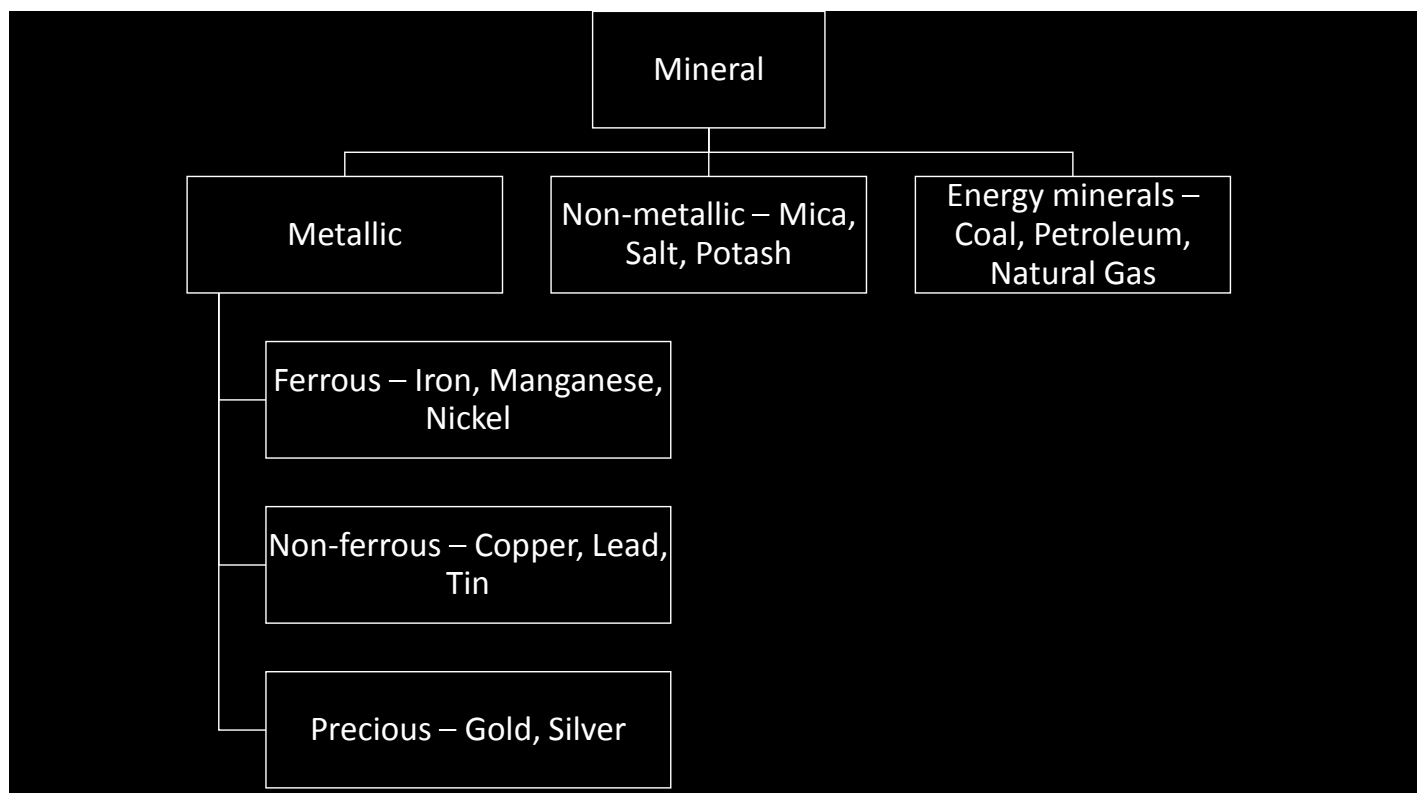 Mineral
Metallic
Non-metallic – Mica,
Salt, Potash
Energy minerals –
Coal, Petroleum,
Natural Gas
Ferrous – Iron, Manganese,
Nickel
Non-ferrous – Copper, Lead,
Tin
Precious – Gold, Silver